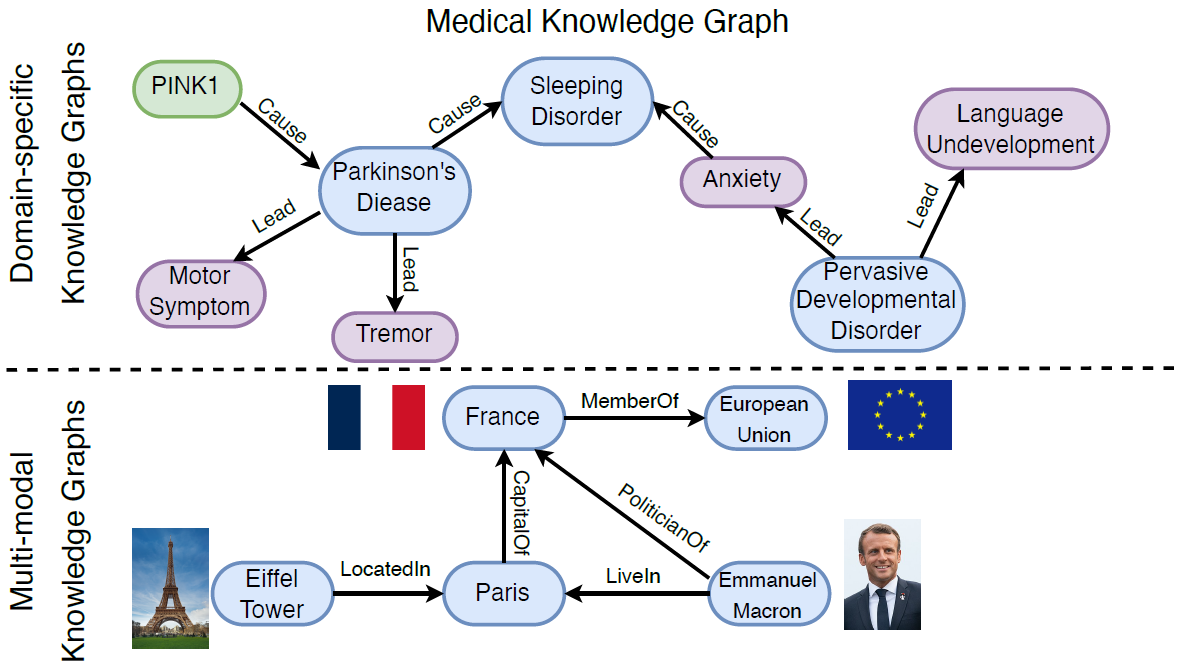 Medical Knowledge Graph
Domain-specific
Knowledge Graphs
PINK1
Cause
Parkinson's
Diease
Cause
Sleeping
Disorder
Cause
Anxiety
Language
Undevelopment
Lead
Lead
Lead
Lead
Motor
Symptom
Tremor
Pervasive
Developmental
Disorder
Multi-modal
Knowledge Graphs
France
MemberOf
European
Union
CapitalOf
PoliticianOf
Eiffel
Tower
LocatedIn
Paris
LiveIn
Emmanuel
Macron